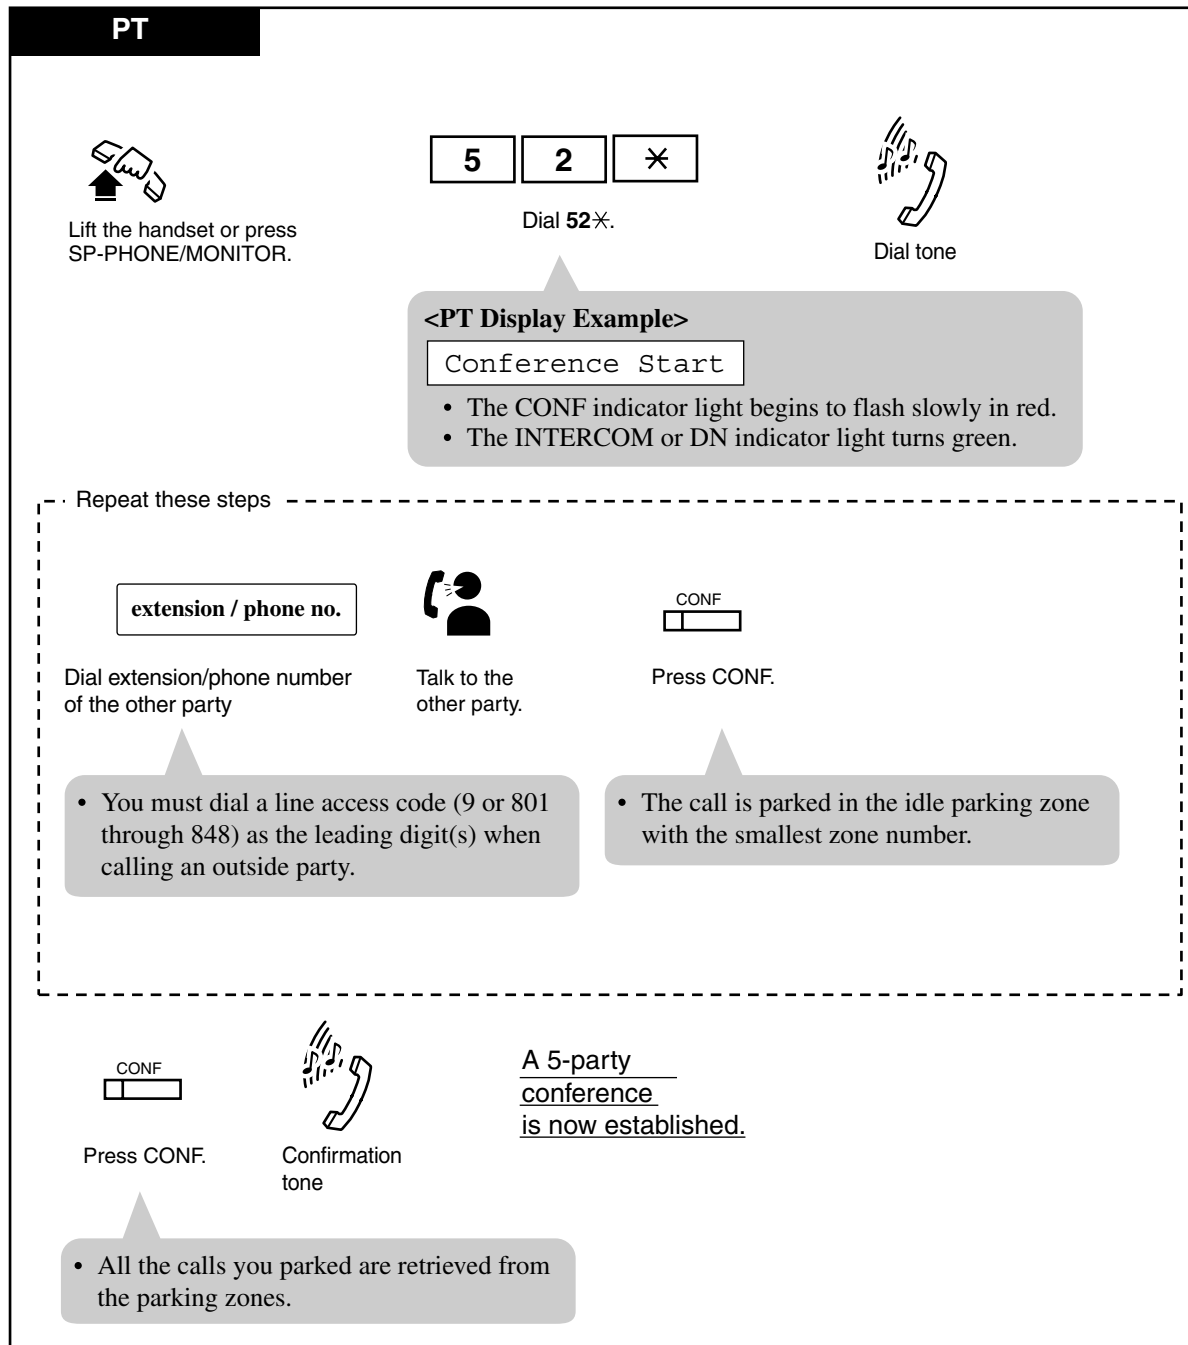 PT
5 2 ✳
Lift the handset or press
SP-PHONE/MONITOR.
Dial 52✳.
Dial tone
<PT Display Example>
Conference Start
• The CONF indicator light begins to flash slowly in red.
• The INTERCOM or DN indicator light turns green.
Repeat these steps
extension / phone no.
CONF
Dial extension/phone number
of the other party
Talk to the
other party.
Press CONF.
• You must dial a line access code (9 or 801
through 848) as the leading digit(s) when
calling an outside party.
• The call is parked in the idle parking zone
with the smallest zone number.
CONF
Press CONF.
Confirmation
tone
A 5-party
conference
is now established.
• All the calls you parked are retrieved from
the parking zones.